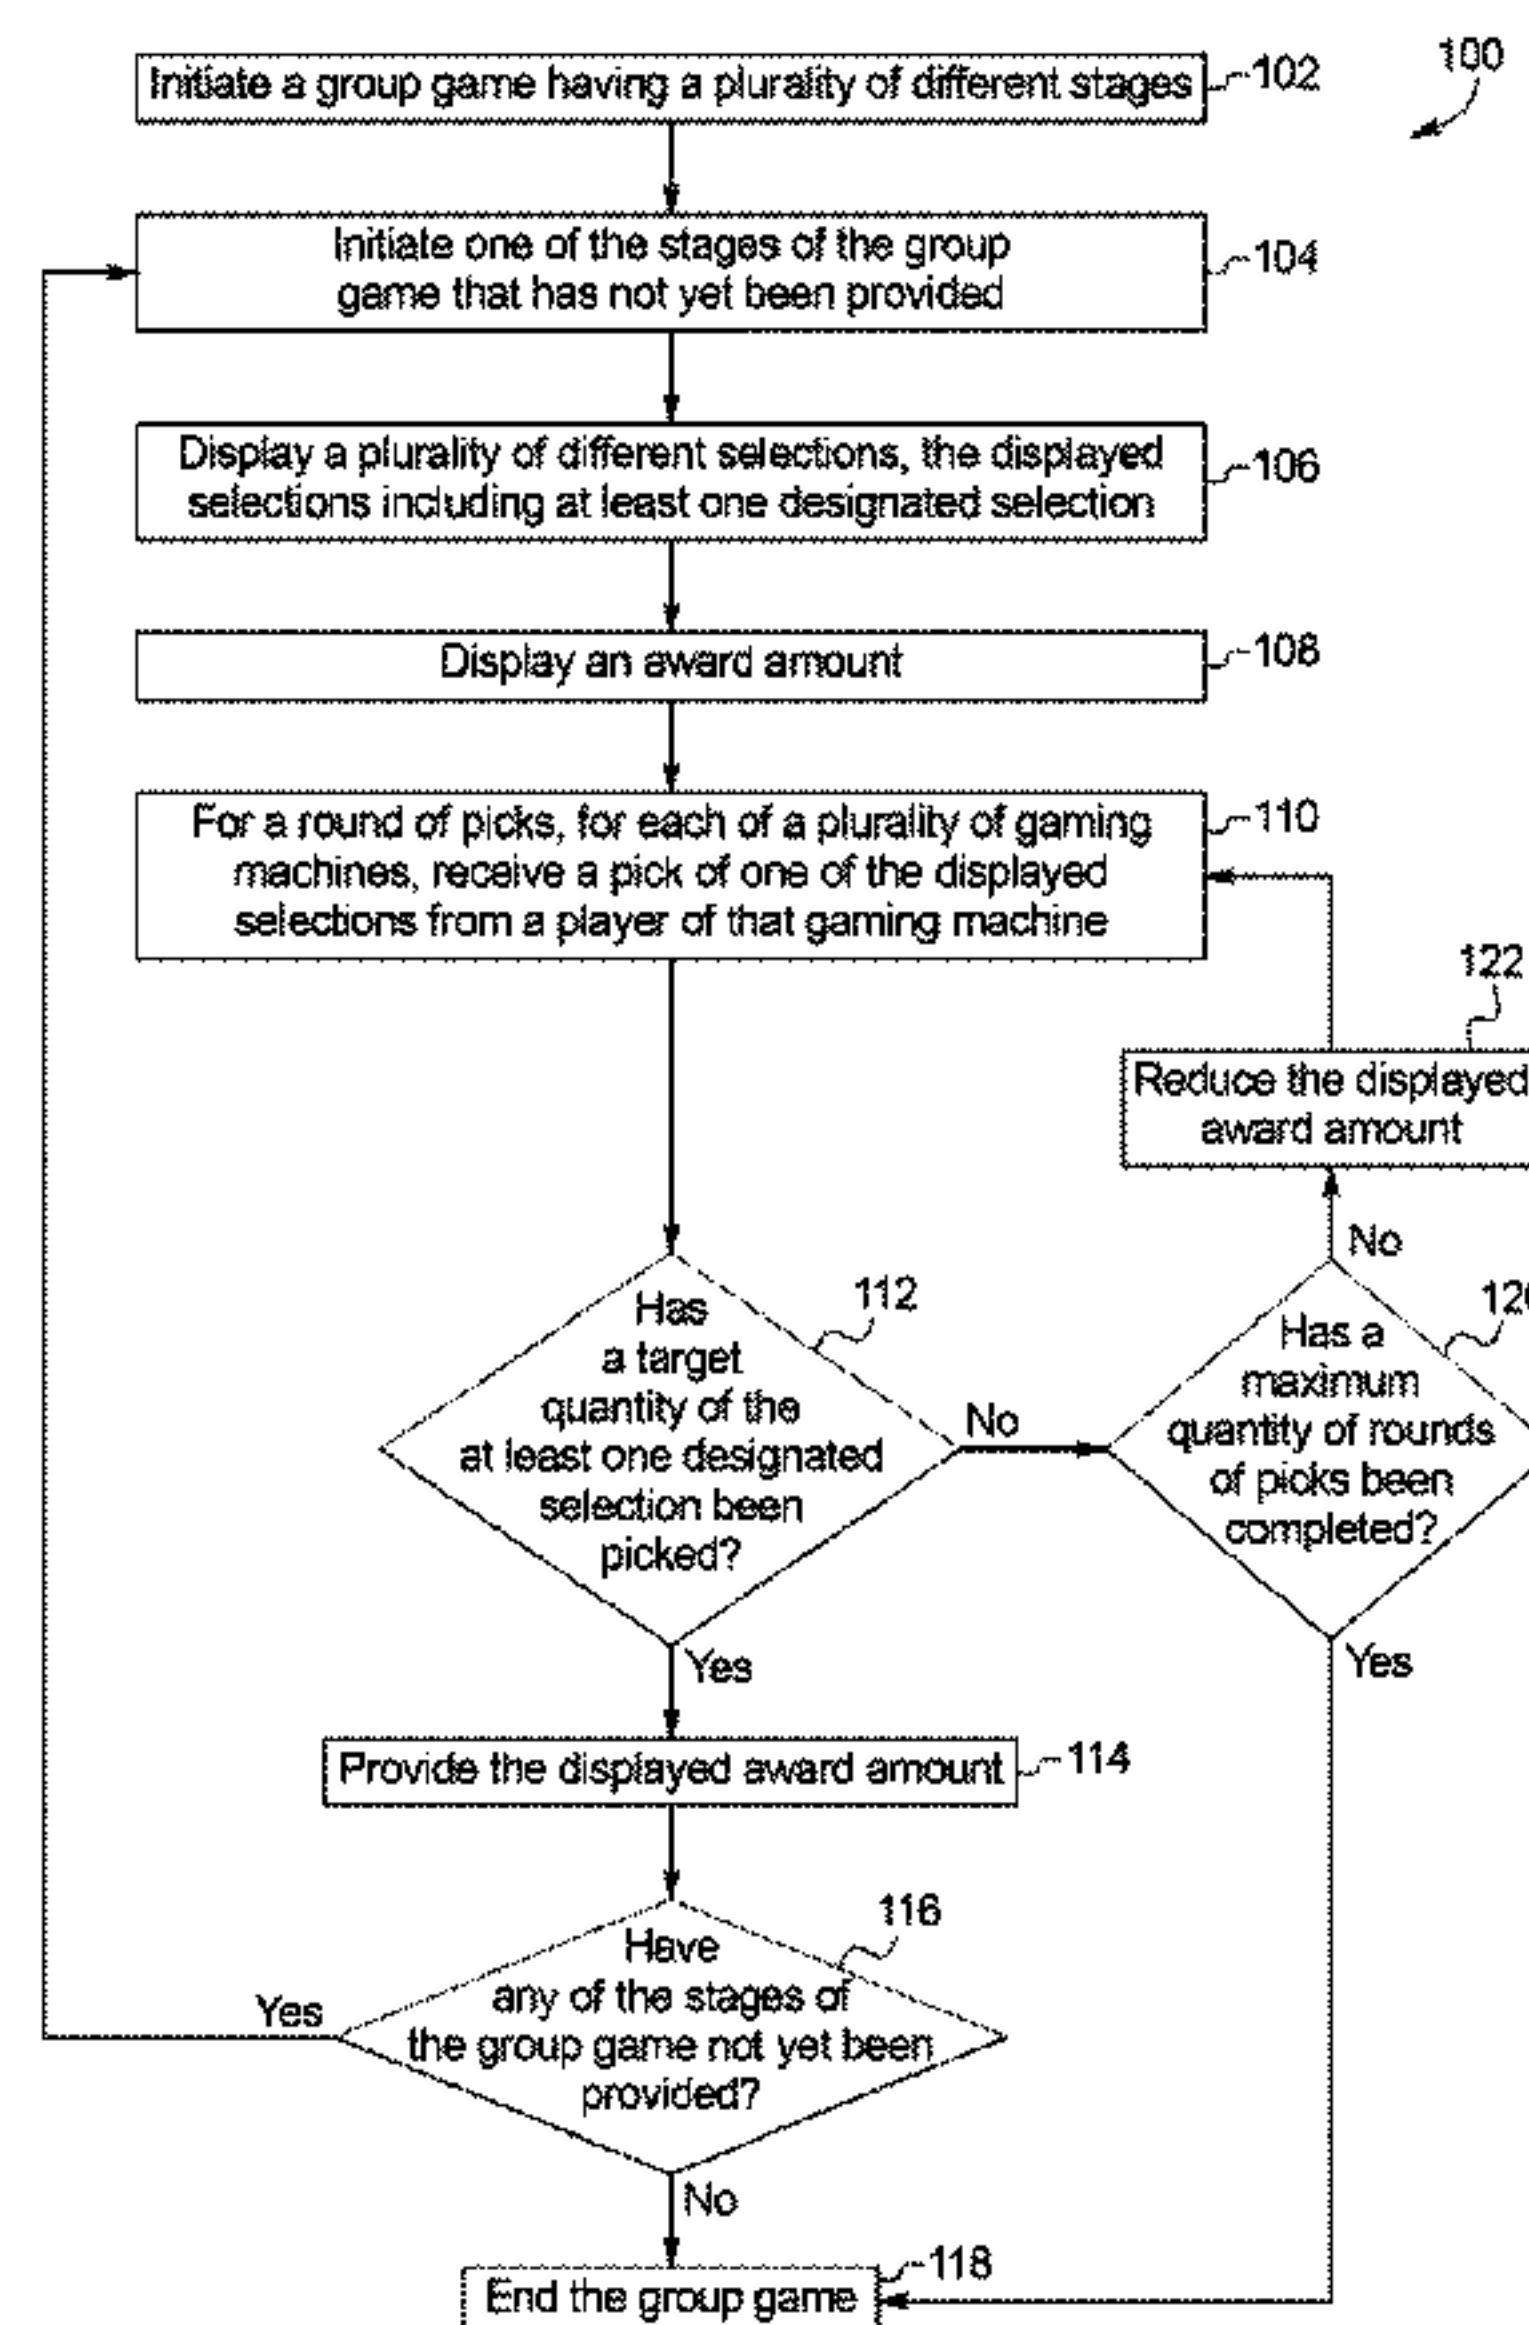 100
Initiate a group game having a plurality of different stages
102
Initiate one of the stages of the group
game that has not yet been provided
104
Display a plurality of different selections, the displayed
selections including at least one designated selection
106
Display an award amount
108
For a round of picks, for each of a plurality of gaming
machines, receive a pick of one of the displayed
selections from a player of that gaming machine
110
122
Reduce the displayed
award amount
No
Has
a target
quantity of the
at least one designated
selection been
picked?
112
No
Has a
maximum
quantity of rounds
of picks been
completed?
Yes
Yes
Provide the displayed award amount
114
Have
any of the stages of
the group game not yet been
provided?
116
Yes
No
End the group game
118